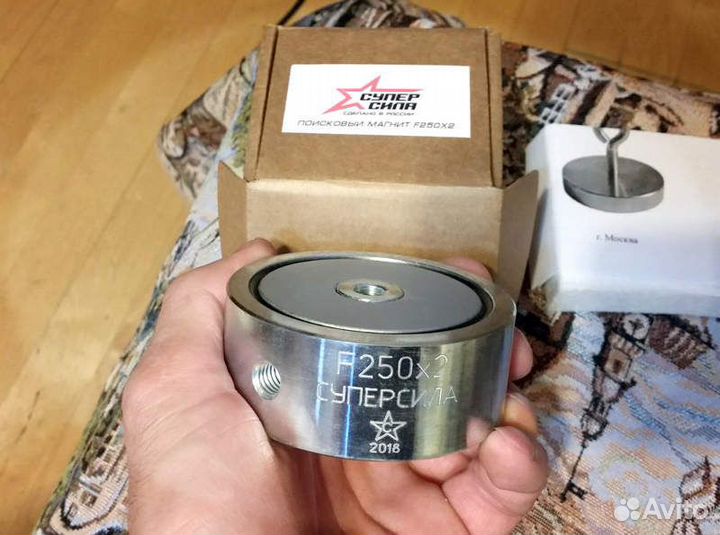 СУПЕР
СИЛА
СДЕЛАНО В РОССИИ
ПОИСКОВЫЙ МАГНИТ F250X2
г. Москва
F250x2
СУПЕРСИЛА
С
2018
Avito